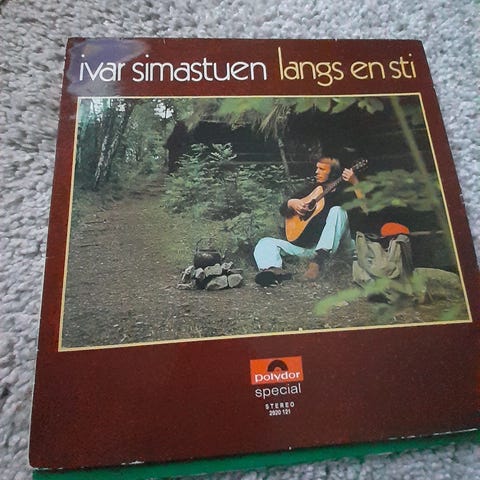 ivar simastuen langs en sti
Polydor
special
STEREO
2920 121